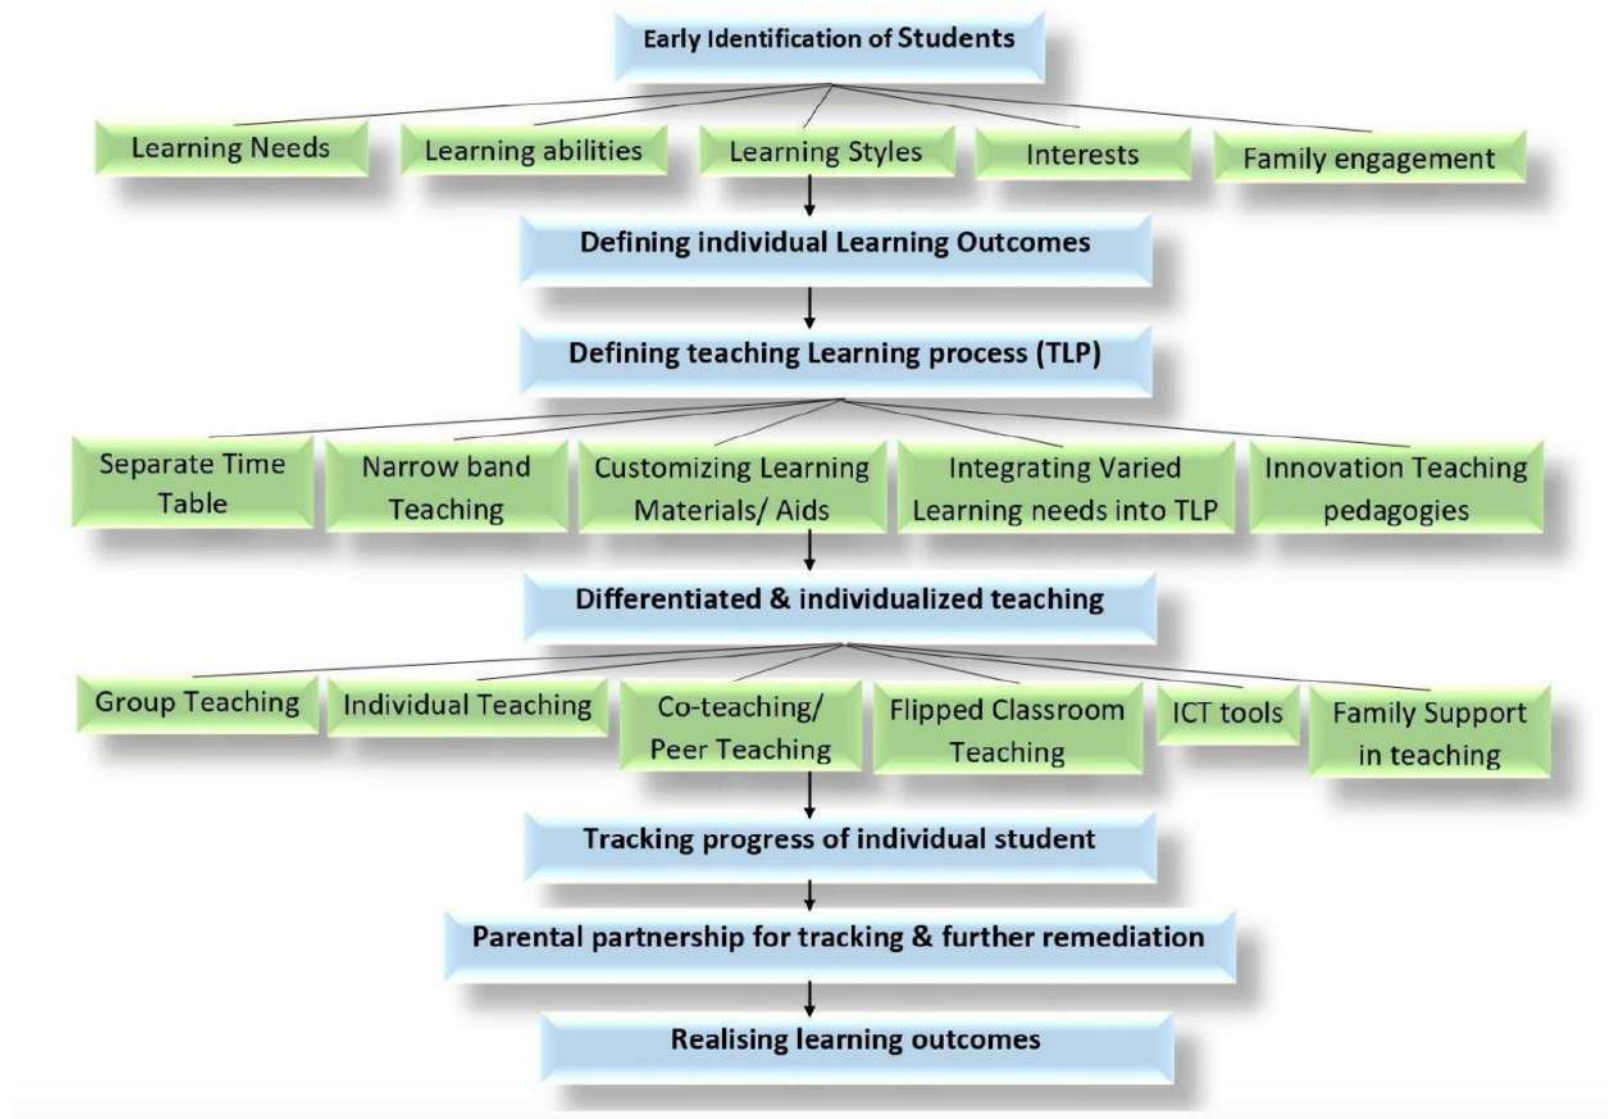 Early Identification of Students
Learning Needs
Learning abilities
Learning Styles
Interests
Family engagement
Defining individual Learning Outcomes
Defining teaching Learning process (TLP)
Separate Time
Table
Narrow band
Teaching
Customizing Learning
Materials/ Aids
Integrating Varied
Learning needs into TLP
Innovation Teaching
pedagogies
Differentiated & individualized teaching
Group Teaching
Individual Teaching
Co-teaching/
Peer Teaching
Flipped Classroom
Teaching
ICT tools
Family Support
in teaching
Tracking progress of individual student
Parental partnership for tracking & further remediation
Realising learning outcomes